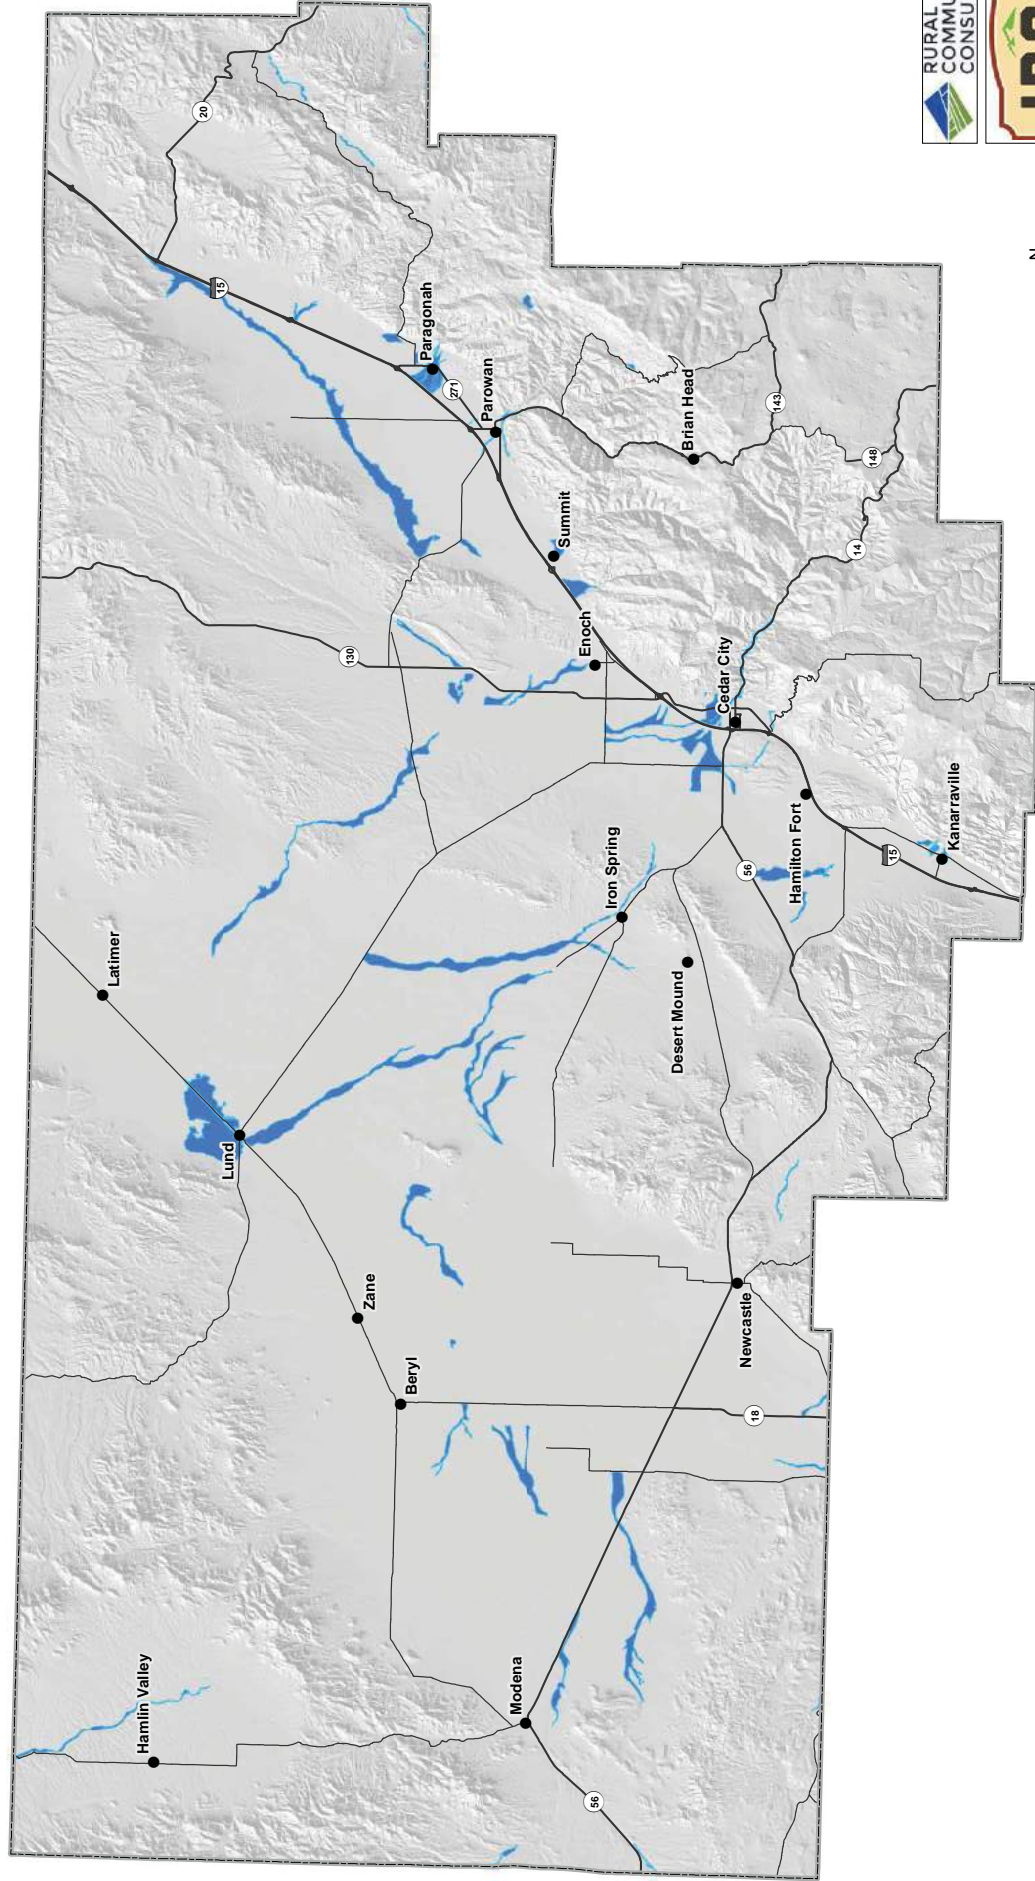 Hamlin Valley
Modena
56
Beryl
Zane
18
Newcastle
Lund
Latimer
Desert Mound
Iron Spring
56
Hamilton Fort
15
Kanarraville
Cedar City
Enoch
130
Summit
14
148
143
Brian Head
Parowan
271
Paragonah
15
20
RURAL
COMMU
CONSU
N